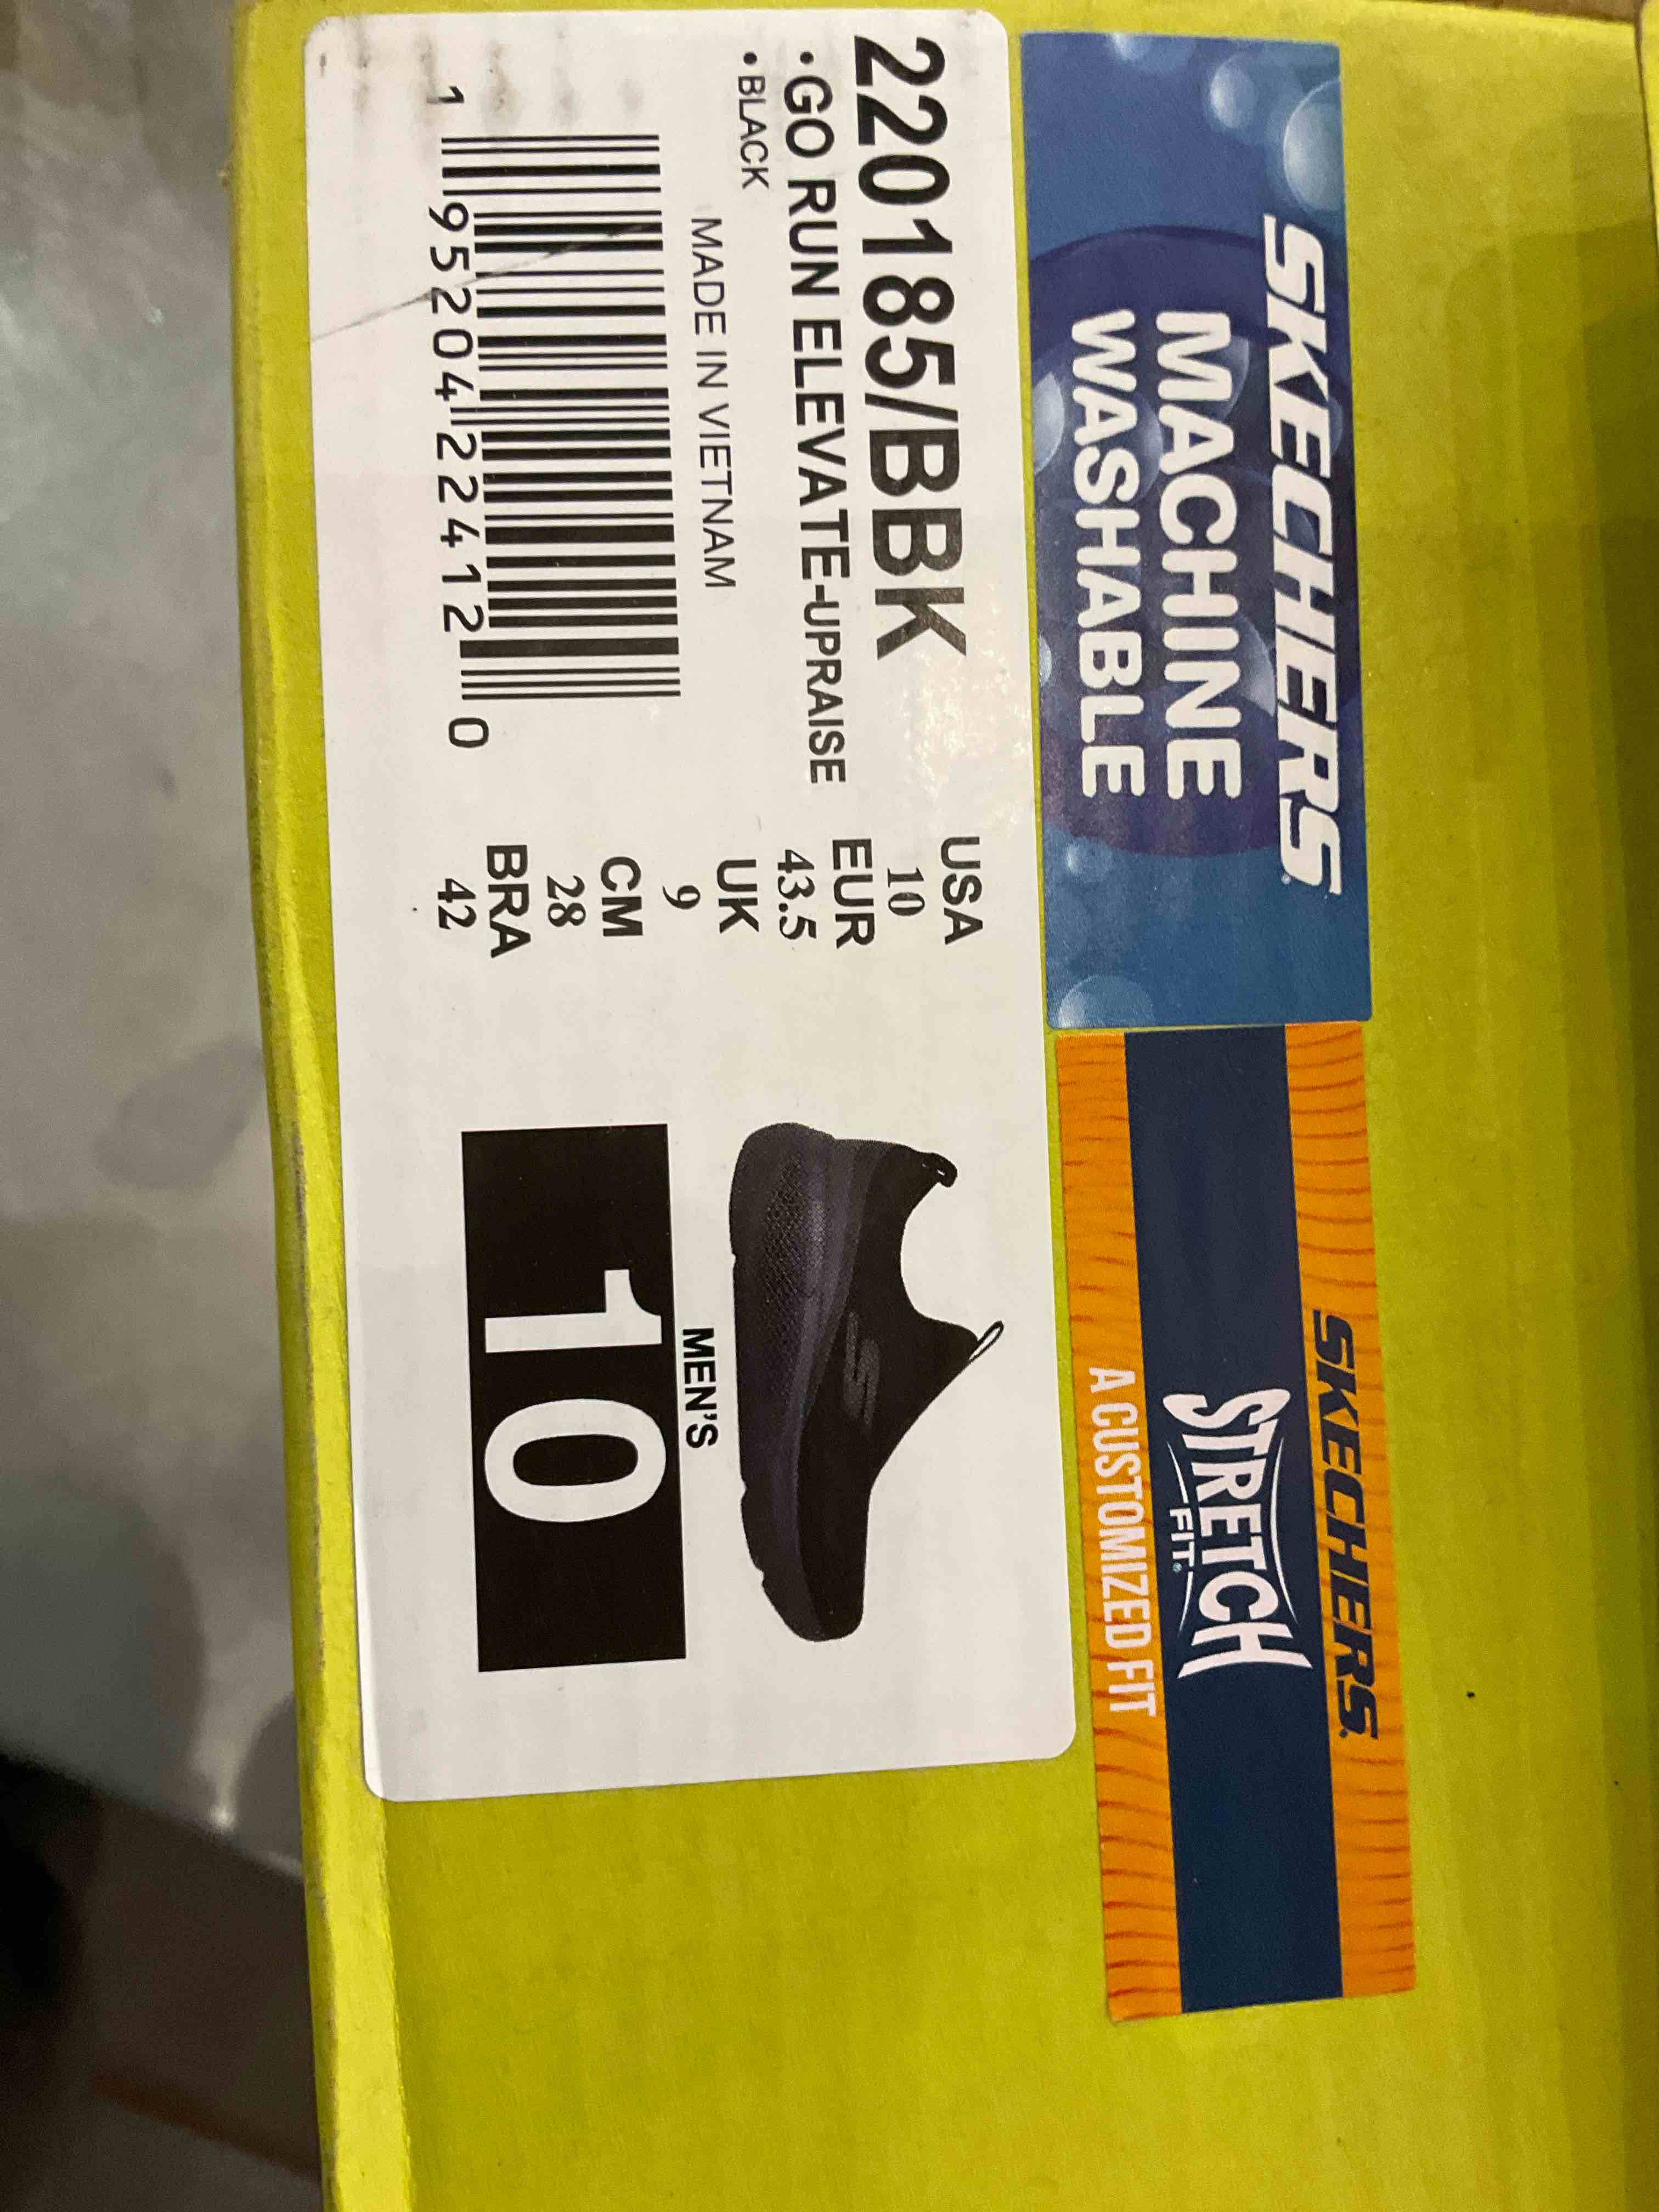 SKECHERS
MACHINE
WASHABLE
SKECHERS
STRETCH
FIT®
A CUSTOMIZED FIT
220185/BBK
•GO RUN ELEVATE-UPRAISE
•BLACK
MADE IN VIETNAM
1 95204 22412 0
USA
10
EUR
43.5
UK
9
CM
28
BRA
42
MEN'S
10